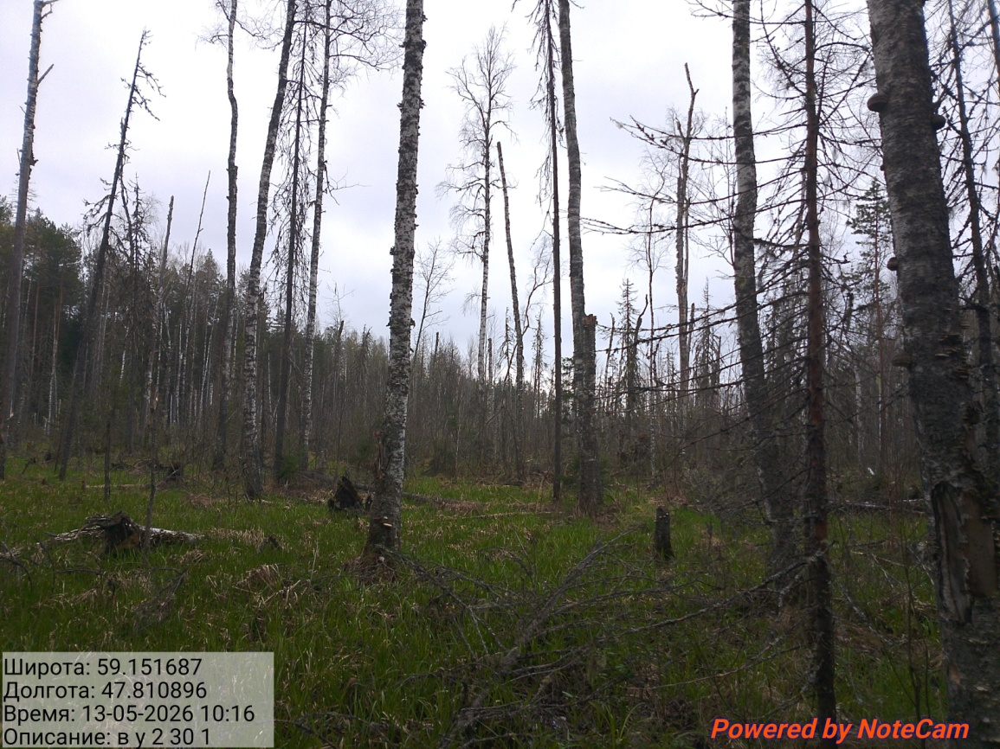 Широта: 59.151687
Долгота: 47.810896
Время: 13-05-2026 10:16
Описание: в у 2 30 1
Powered by NoteCam